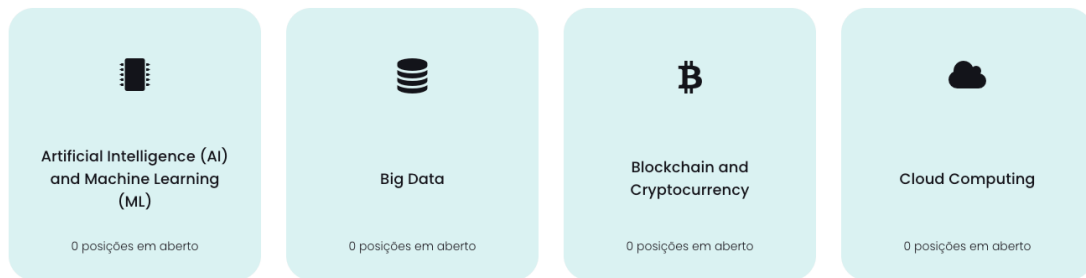 Artificial Intelligence (AI)
and Machine Learning
(ML)
0 posições em aberto
Big Data
0 posições em aberto
Blockchain and
Cryptocurrency
0 posições em aberto
Cloud Computing
0 posições em aberto